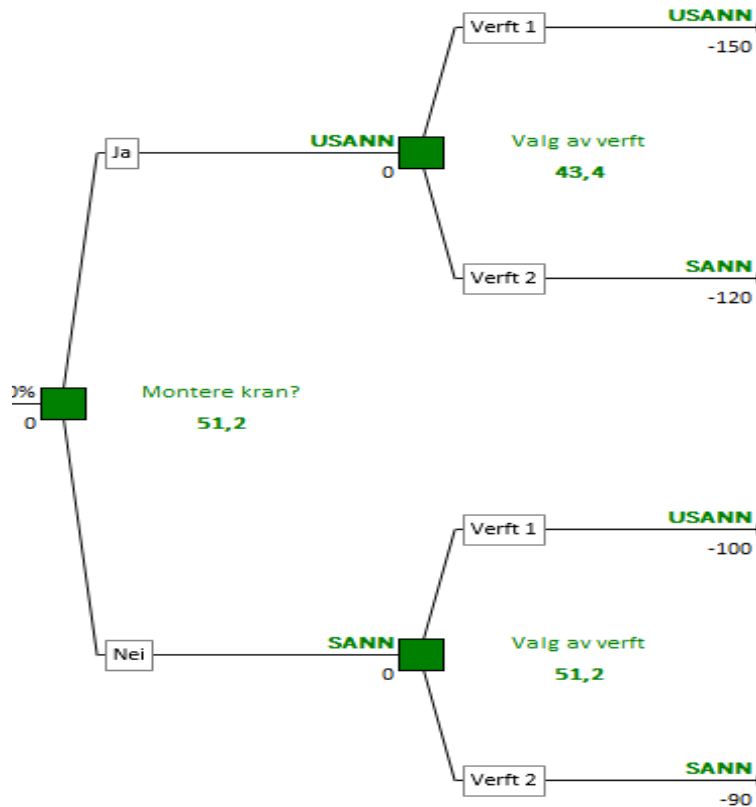 Verft 1
USANN
-150
Ja
USANN
0
Valg av verft
43,4
Verft 2
SANN
-120
0%
0
Montere kran?
51,2
Verft 1
USANN
-100
Nei
SANN
0
Valg av verft
51,2
Verft 2
SANN
-90